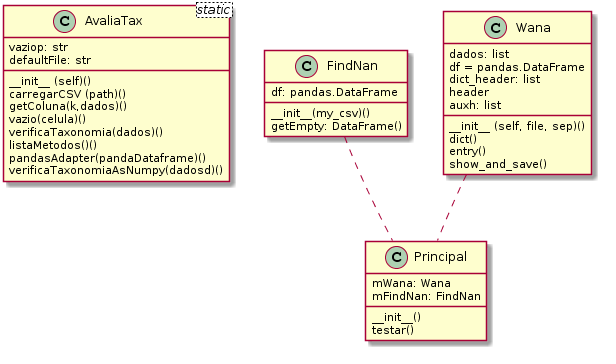 static
C AvaliaTax
vaziop: str
defaultFile: str
__init__ (self)()
carregarCSV (path)()
getColuna(k,dados)()
vazio(celula)()
verificaTaxonomia(dados)()
listaMetodos()()
pandasAdapter(pandaDataframe)()
verificaTaxonomiaAsNumpy(dadosd)()
C FindNan
df: pandas.DataFrame
__init__(my_csv)()
getEmpty: DataFrame()
C Wana
dados: list
df = pandas.DataFrame
dict_header: list
header
auxh: list
__init__ (self, file, sep)()
dict()
entry()
show_and_save()
C Principal
mWana: Wana
mFindNan: FindNan
__init__()
testar()